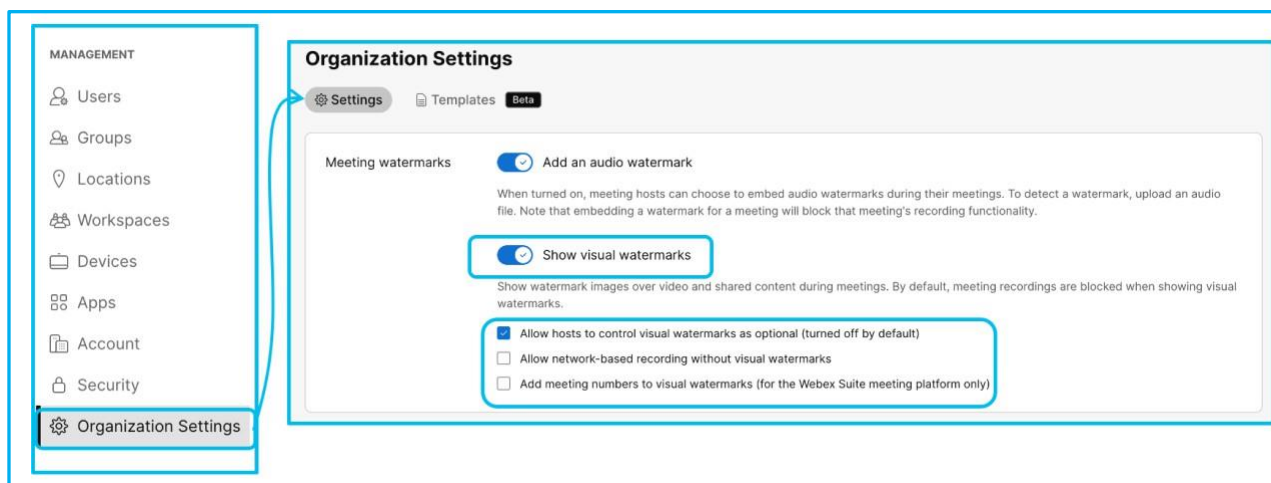 MANAGEMENT
Users
Groups
Locations
Workspaces
Devices
Apps
Account
Security
Organization Settings
Organization Settings
Settings
Templates Beta
Meeting watermarks
Add an audio watermark
When turned on, meeting hosts can choose to embed audio watermarks during their meetings. To detect a watermark, upload an audio
file. Note that embedding a watermark for a meeting will block that meeting's recording functionality.
Show visual watermarks
Show watermark images over video and shared content during meetings. By default, meeting recordings are blocked when showing visual
watermarks.
Allow hosts to control visual watermarks as optional (turned off by default)
Allow network-based recording without visual watermarks
Add meeting numbers to visual watermarks (for the Webex Suite meeting platform only)